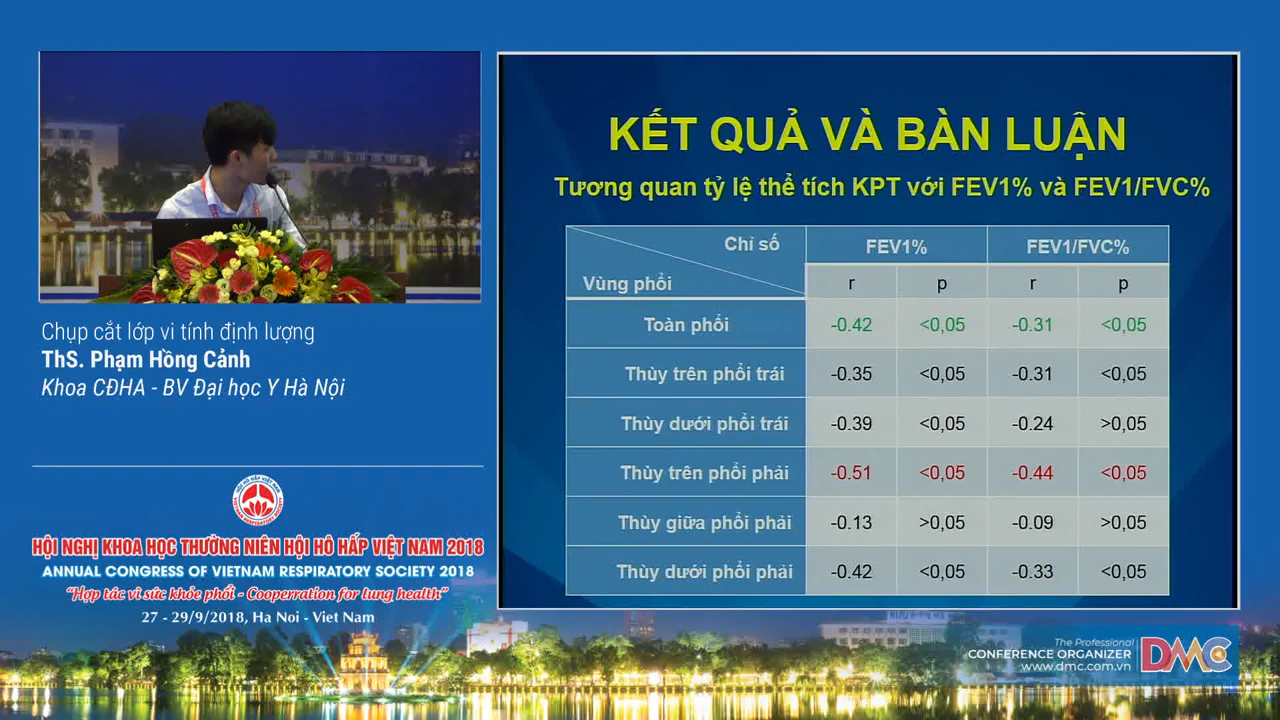 Chụp cắt lớp vi tính định lượng
ThS. Phạm Hồng Cảnh
Khoa CĐHA - BV Đại học Y Hà Nội
HỘI NGHỊ KHOA HỌC THƯỜNG NIÊN HỘI HÔ HẤP VIỆT NAM 2018
ANNUAL CONGRESS OF VIETNAM RESPIRATORY SOCIETY 2018
"Hợp tác vì sức khỏe phổi - Cooperration for lung health"
27 - 29/9/2018, Ha Noi - Viet Nam
KẾT QUẢ VÀ BÀN LUẬN
Tương quan tỷ lệ thể tích KPT với FEV1% và FEV1/FVC%
Chỉ số FEV1% FEV1/FVC%
Vùng phổi r p r p
Toàn phổi -0.42 <0,05 -0.31 <0,05
Thùy trên phổi trái -0.35 <0,05 -0.31 <0,05
Thùy dưới phổi trái -0.39 <0,05 -0.24 >0,05
Thùy trên phổi phải -0.51 <0,05 -0.44 <0,05
Thùy giữa phổi phải -0.13 >0,05 -0.09 >0,05
Thùy dưới phổi phải -0.42 <0,05 -0.33 <0,05
The Professional
CONFERENCE ORGANIZER
www.dmc.com.vn
DMC